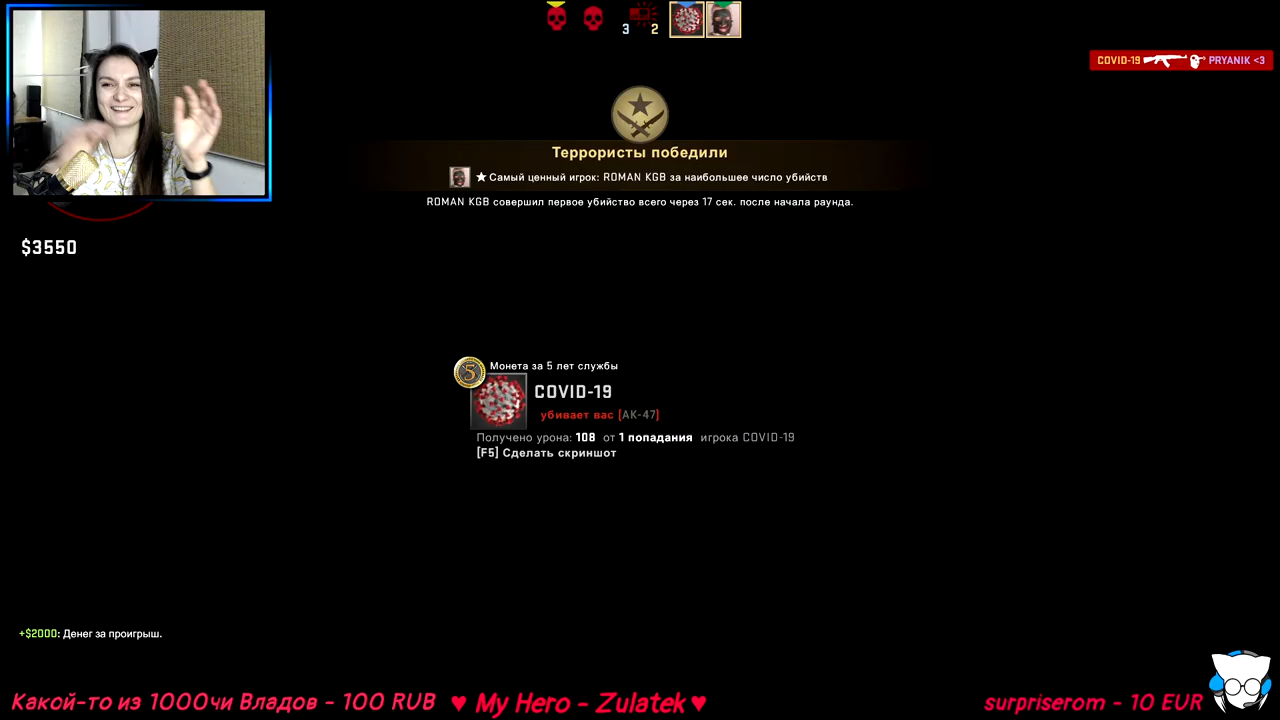 3 2
COVID-19 PRYANIK <3
Террористы победили
★ Самый ценный игрок: ROMAN KGB за наибольшее число убийств
ROMAN KGB совершил первое убийство всего через 17 сек. после начала раунда.
$3550
5 Монета за 5 лет службы
COVID-19
убивает вас [AK-47]
Получено урона: 108 от 1 попадания игрока COVID-19
[F5] Сделать скриншот
+$2000: Денег за проигрыш.
Какой-то из 1000чи Владов - 100 RUB ♥ My Hero - Zulatek ♥ surpriserom - 10 EUR